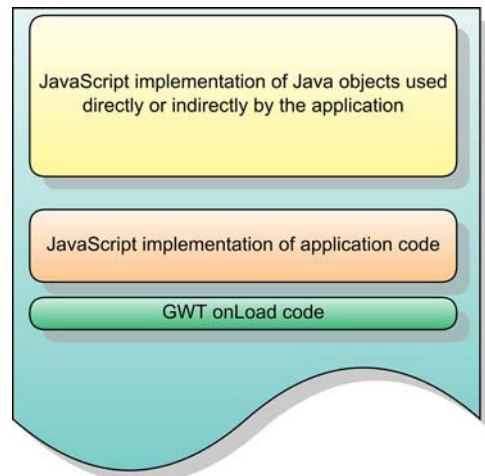 JavaScript implementation of Java objects used
directly or indirectly by the application
JavaScript implementation of application code
GWT onLoad code